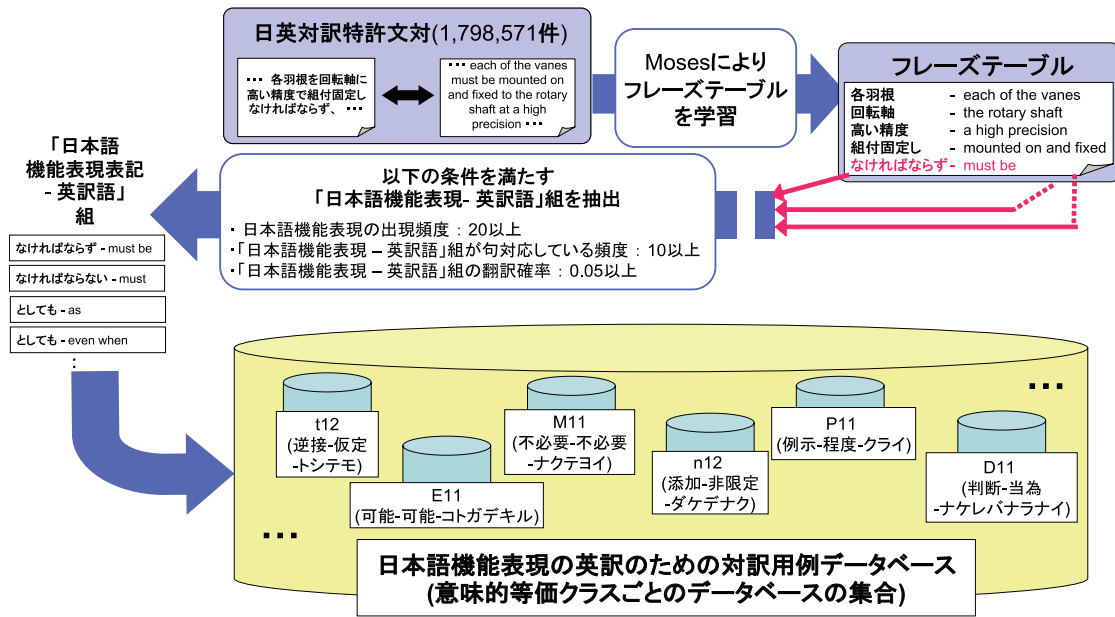 日英対訳特許文対(1,798,571件)
… 各羽根を回転軸に
高い精度で組付固定し
なければならず、 …
… each of the vanes
must be mounted on
and fixed to the rotary
shaft at a high
precision …
Mosesにより
フレーズテーブル
を学習
フレーズテーブル
各羽根 - each of the vanes
回転軸 - the rotary shaft
高い精度 - a high precision
組付固定し - mounted on and fixed
なければならず - must be
以下の条件を満たす
「日本語機能表現- 英訳語」組を抽出
・ 日本語機能表現の出現頻度 : 20以上
・「日本語機能表現 – 英訳語」組が句対応している頻度 : 10以上
・「日本語機能表現 – 英訳語」組の翻訳確率 : 0.05以上
「日本語
機能表現表記
- 英訳語」
組
なければならず - must be
なければならない - must
としても - as
としても - even when
⋮
t12
(逆接-仮定
-トシテモ)
E11
(可能-可能-コトガデキル)
M11
(不必要-不必要
-ナクテヨイ)
n12
(添加-非限定
-ダケデナク)
P11
(例示-程度-クライ)
D11
(判断-当為
-ナケレバナラナイ)
…
…
日本語機能表現の英訳のための対訳用例データベース
(意味的等価クラスごとのデータベースの集合)